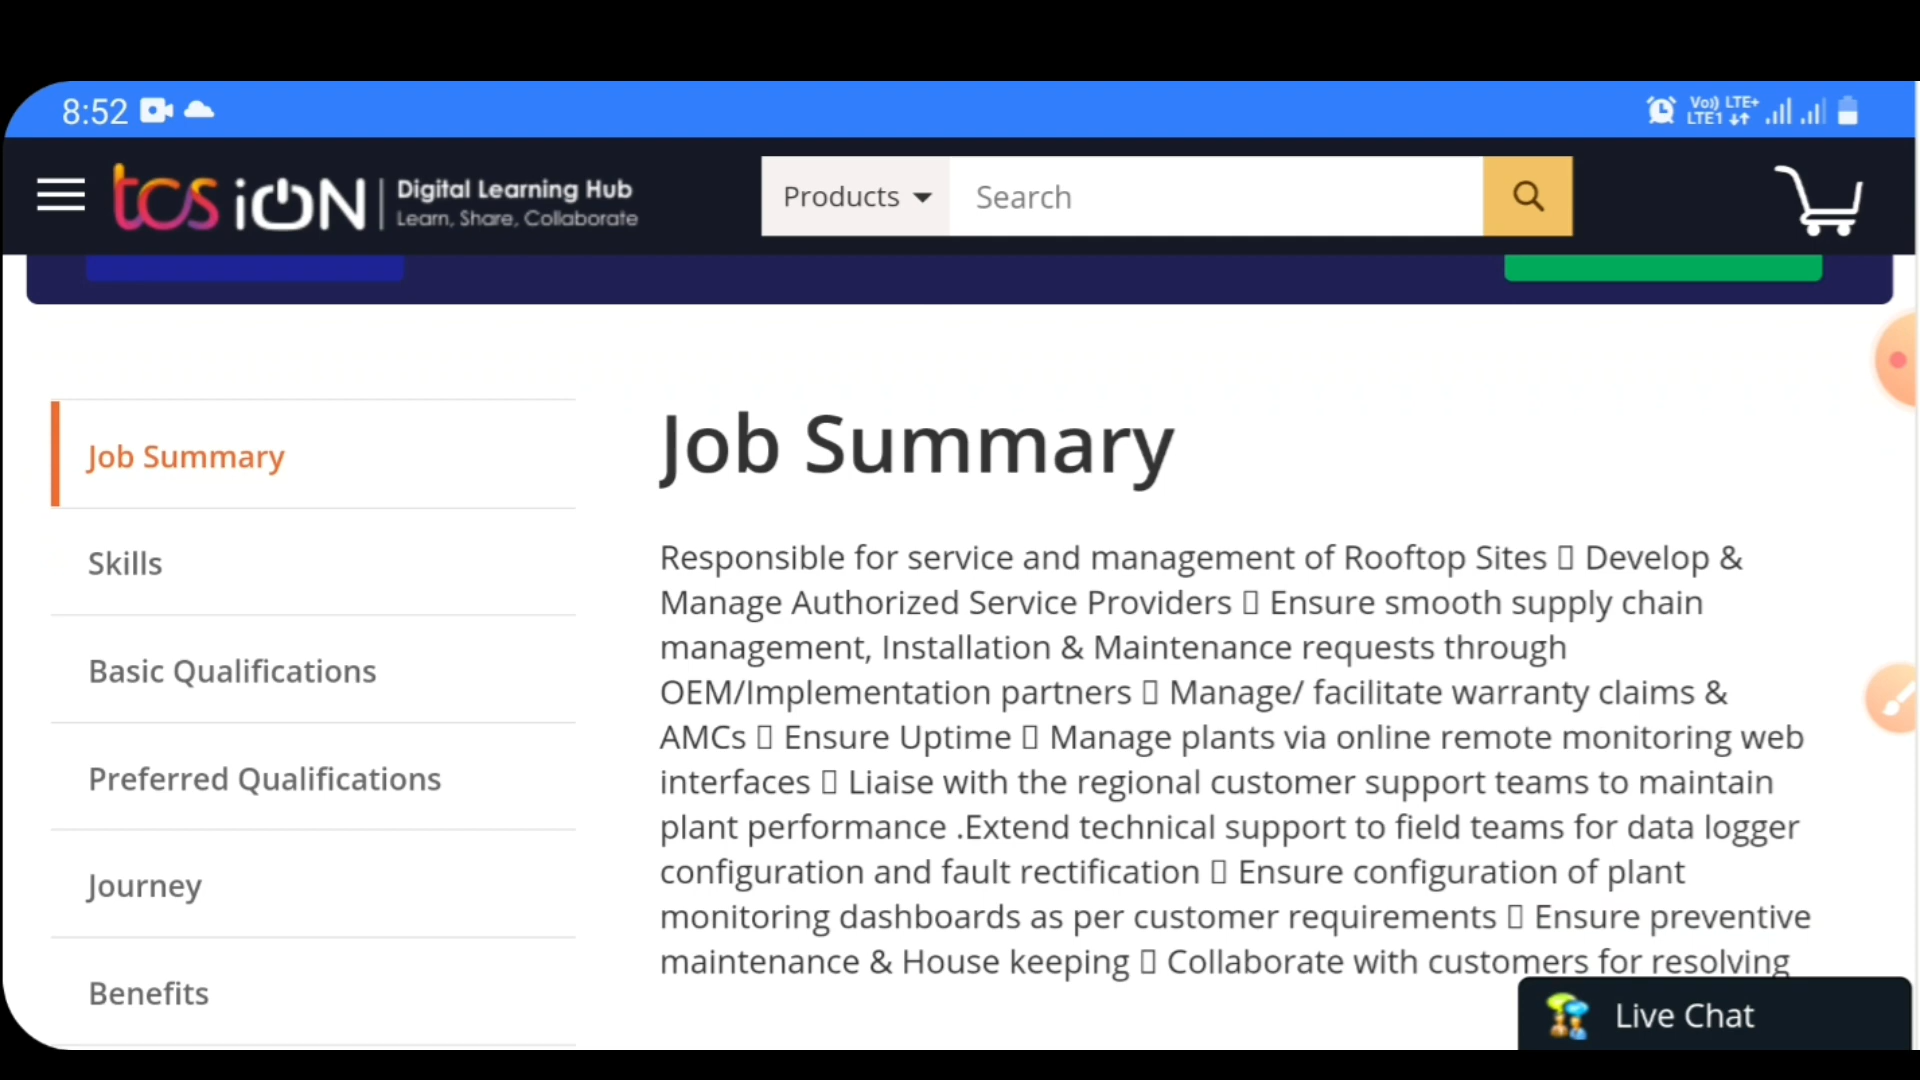 8:52
Vo)) LTE+
LTE1
tcs iON
Digital Learning Hub
Learn, Share, Collaborate
Products
Search
Job Summary
Skills
Basic Qualifications
Preferred Qualifications
Journey
Benefits
Job Summary
Responsible for service and management of Rooftop Sites  Develop &
Manage Authorized Service Providers  Ensure smooth supply chain
management, Installation & Maintenance requests through
OEM/Implementation partners  Manage/ facilitate warranty claims &
AMCs  Ensure Uptime  Manage plants via online remote monitoring web
interfaces  Liaise with the regional customer support teams to maintain
plant performance .Extend technical support to field teams for data logger
configuration and fault rectification  Ensure configuration of plant
monitoring dashboards as per customer requirements  Ensure preventive
maintenance & House keeping  Collaborate with customers for resolving
Live Chat